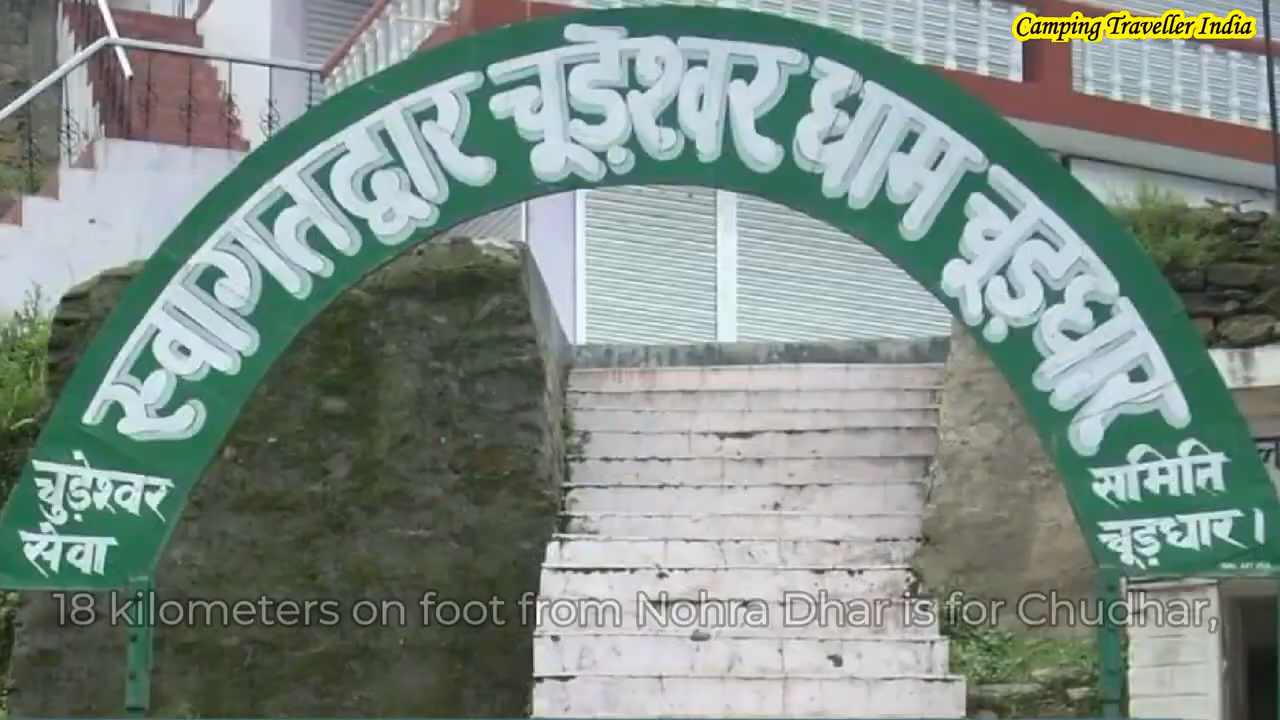 Camping Traveller India
स्वागतद्वार चूड़ेश्वर धाम चूड़धार
चुड़ेश्वर
सेवा
समिति
चूड़धार।
18 kilometers on foot from Nohra Dhar is for Chudhar,